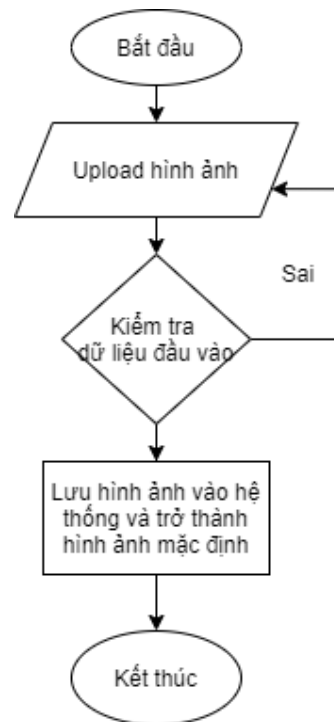 Bắt đầu
Upload hình ảnh
Sai
Kiểm tra
dữ liệu đầu vào
Lưu hình ảnh vào hệ
thống và trở thành
hình ảnh mặc định
Kết thúc